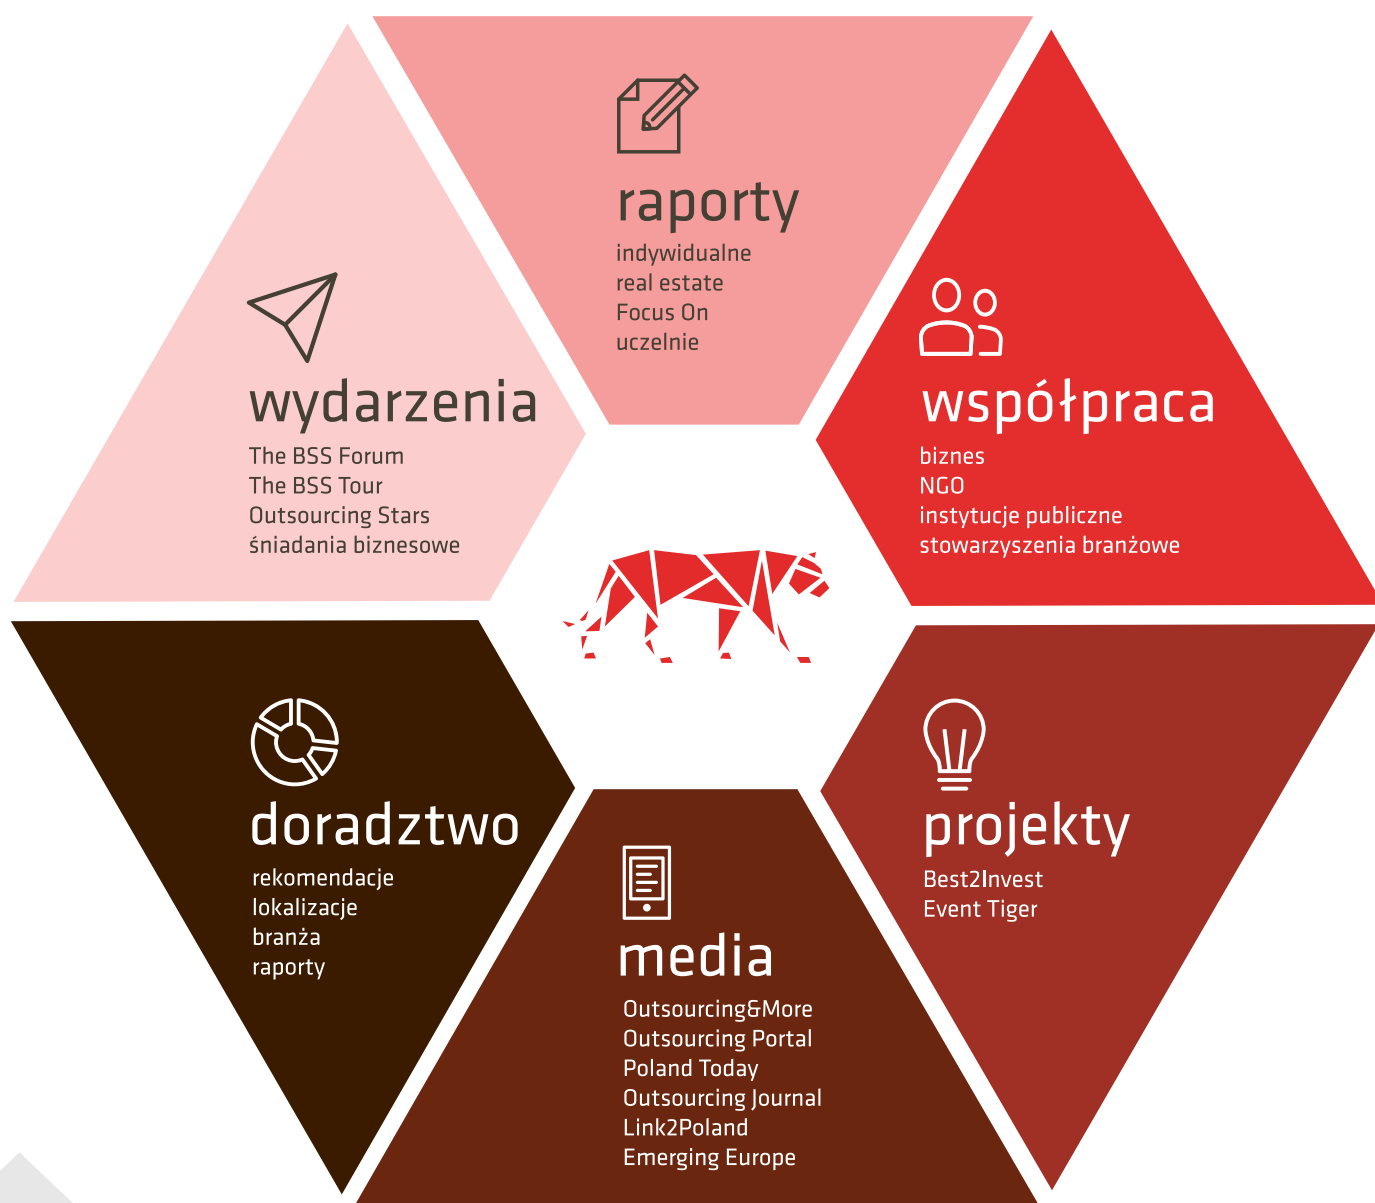 raporty
indywidualne
real estate
Focus On
uczelnie
wydarzenia
The BSS Forum
The BSS Tour
Outsourcing Stars
śniadania biznesowe
współpraca
biznes
NGO
instytucje publiczne
stowarzyszenia branżowe
doradztwo
rekomendacje
lokalizacje
branża
raporty
media
Outsourcing&More
Outsourcing Portal
Poland Today
Outsourcing Journal
Link2Poland
Emerging Europe
projekty
Best2Invest
Event Tiger